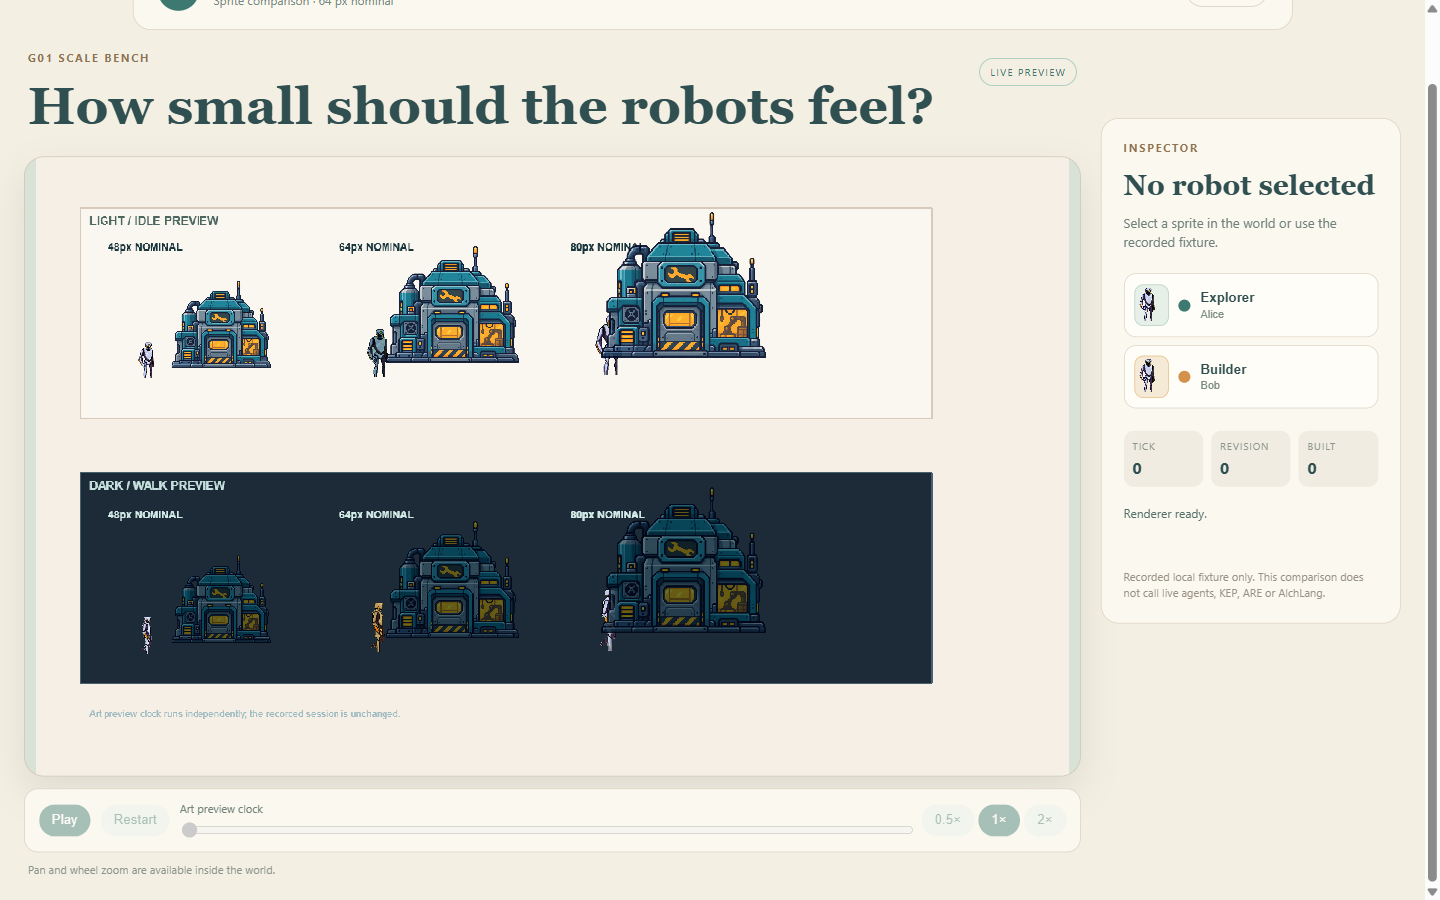 Sprite comparison · 64 px nominal
G01 SCALE BENCH
How small should the robots feel?
LIVE PREVIEW
LIGHT / IDLE PREVIEW
48px NOMINAL
64px NOMINAL
80px NOMINAL
DARK / WALK PREVIEW
48px NOMINAL
64px NOMINAL
80px NOMINAL
Art preview clock runs independently; the recorded session is unchanged.
Play
Restart
Art preview clock
0.5×
1×
2×
Pan and wheel zoom are available inside the world.
INSPECTOR
No robot selected
Select a sprite in the world or use the
recorded fixture.
Explorer
Alice
Builder
Bob
TICK
0
REVISION
0
BUILT
0
Renderer ready.
Recorded local fixture only. This comparison does
not call live agents, KEP, ARE or AlchLang.